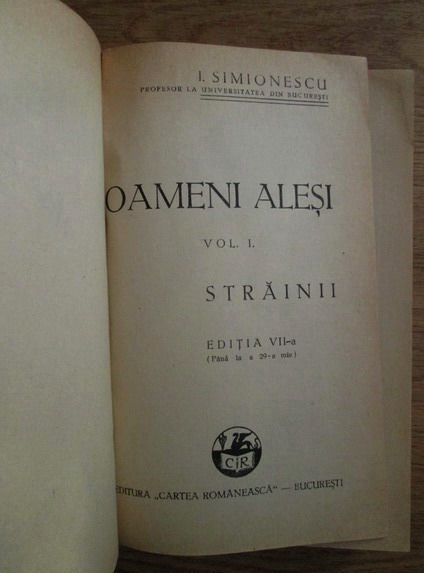 I. SIMIONESCU
PROFESOR LA UNIVERSITATEA DIN BUCUREȘTI
OAMENI ALEȘI
VOL. I.
STRĂINII
EDIȚIA VII-a
(Până la a 29-a mie)
CIR
EDITURA „CARTEA ROMÂNEASCĂ“ — BUCUREȘTI